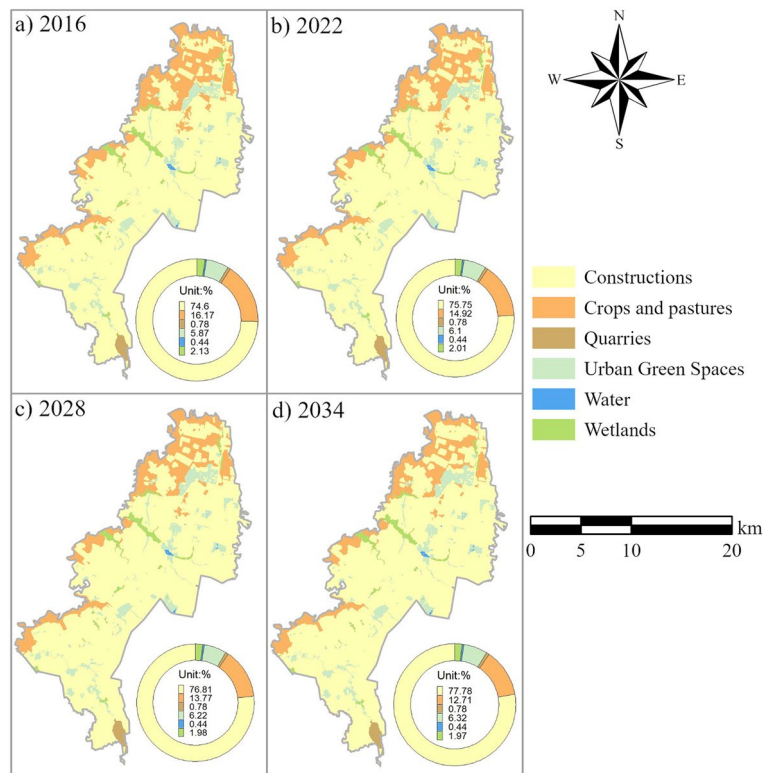 a) 2016
Unit:%
74.6
16.17
0.78
5.87
0.44
2.13
b) 2022
Unit:%
75.75
14.92
0.78
6.1
0.44
2.01
c) 2028
Unit:%
76.81
13.77
0.78
6.22
0.44
1.98
d) 2034
Unit:%
77.78
12.71
0.78
6.32
0.44
1.97
N
W E
S
Constructions
Crops and pastures
Quarries
Urban Green Spaces
Water
Wetlands
km
0 5 10 20